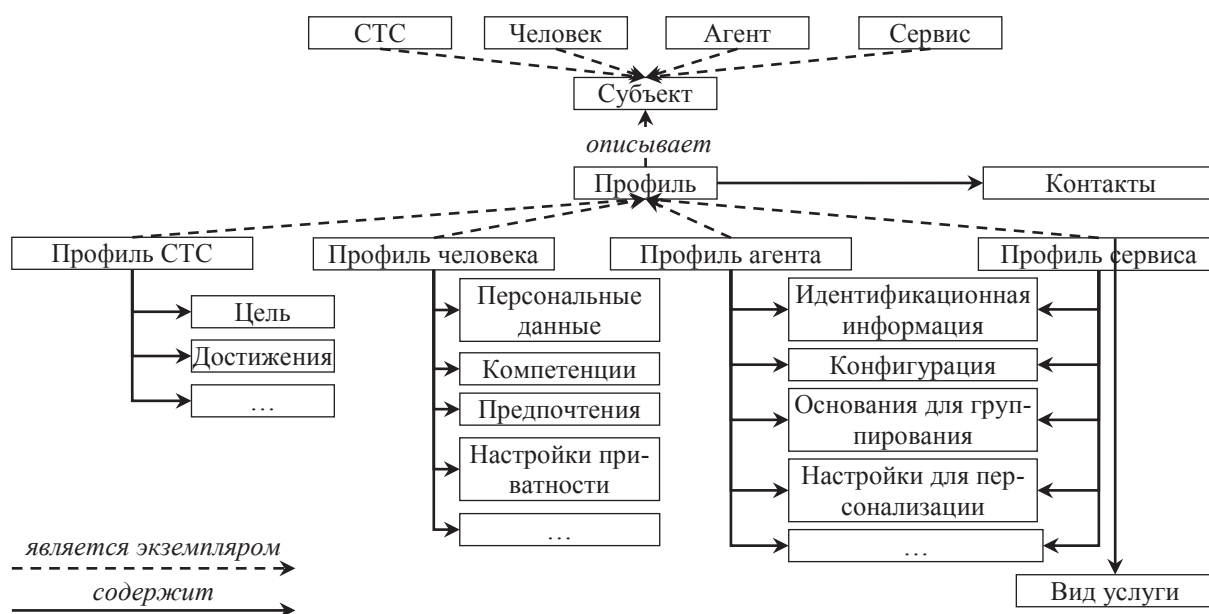 СТС
Человек
Агент
Сервис
Субъект
описывает
Профиль
Контакты
Профиль СТС
Профиль человека
Профиль агента
Профиль сервиса
Цель
Достижения
…
Персональные
данные
Компетенции
Предпочтения
Настройки при-
ватности
…
Идентификационная
информация
Конфигурация
Основания для груп-
пирования
Настройки для пер-
сонализации
…
Вид услуги
является экземпляром
содержит